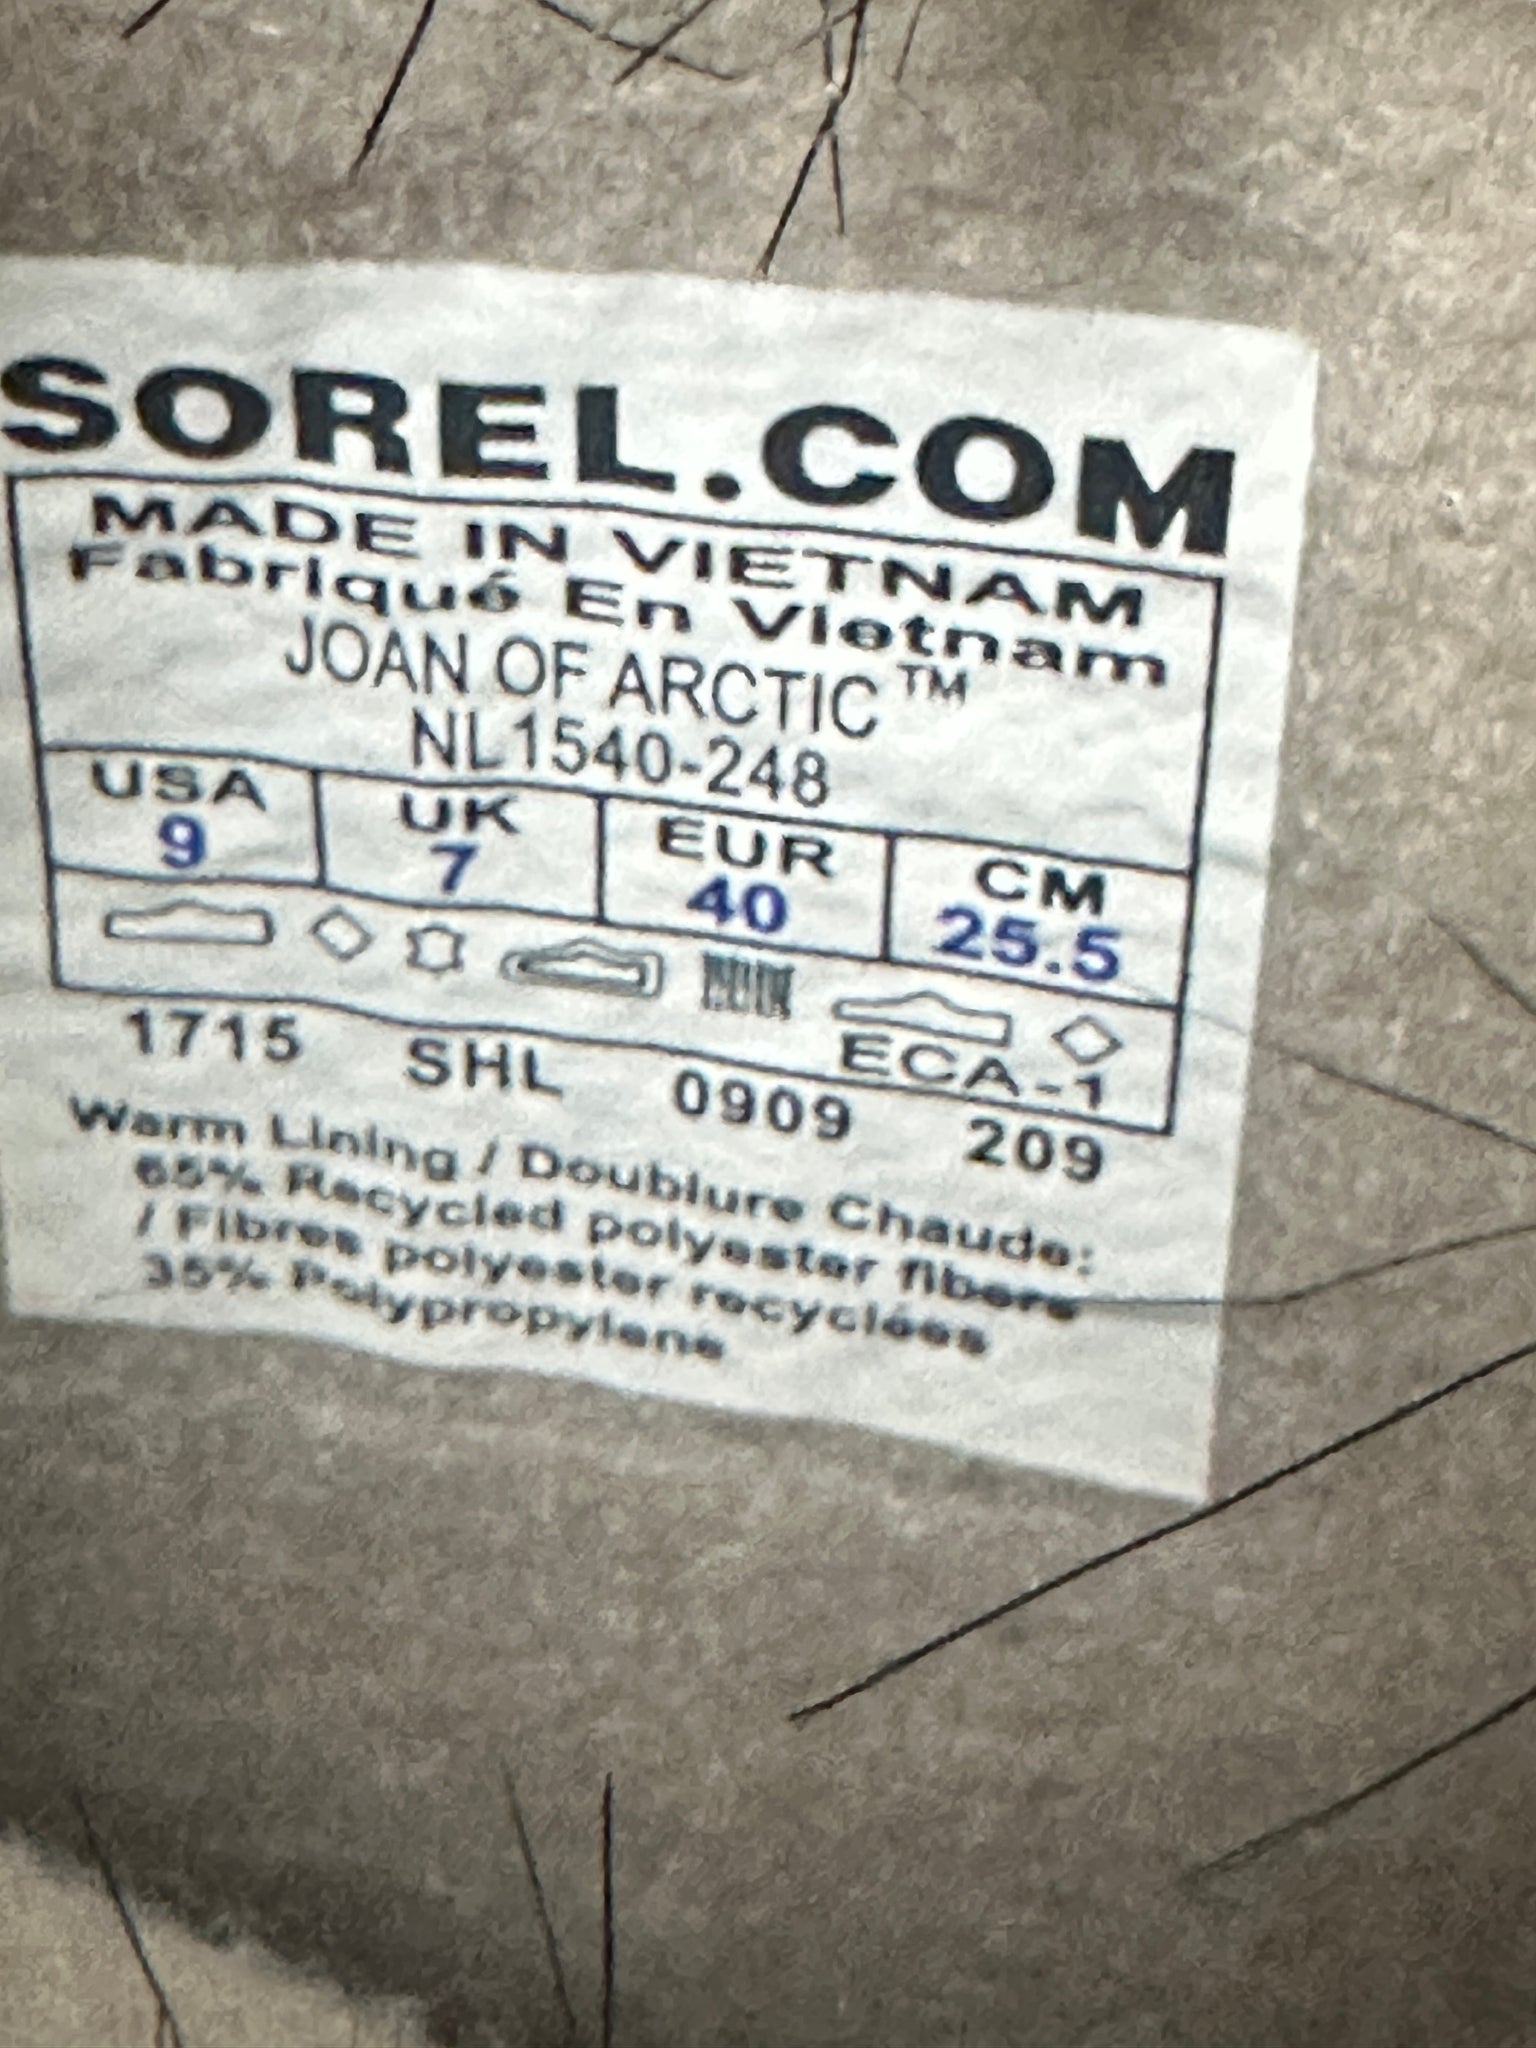 SOREL.COM
MADE IN VIETNAM
Fabriqué En Vietnam
JOAN OF ARCTIC™
NL1540-248
USA UK EUR CM
9 7 40 25.5
ECA-1
1715 SHL 0909 209
Warm Lining / Doublure Chaude:
65% Recycled polyester fibers
/ Fibres polyester recyclées
35% Polypropylene